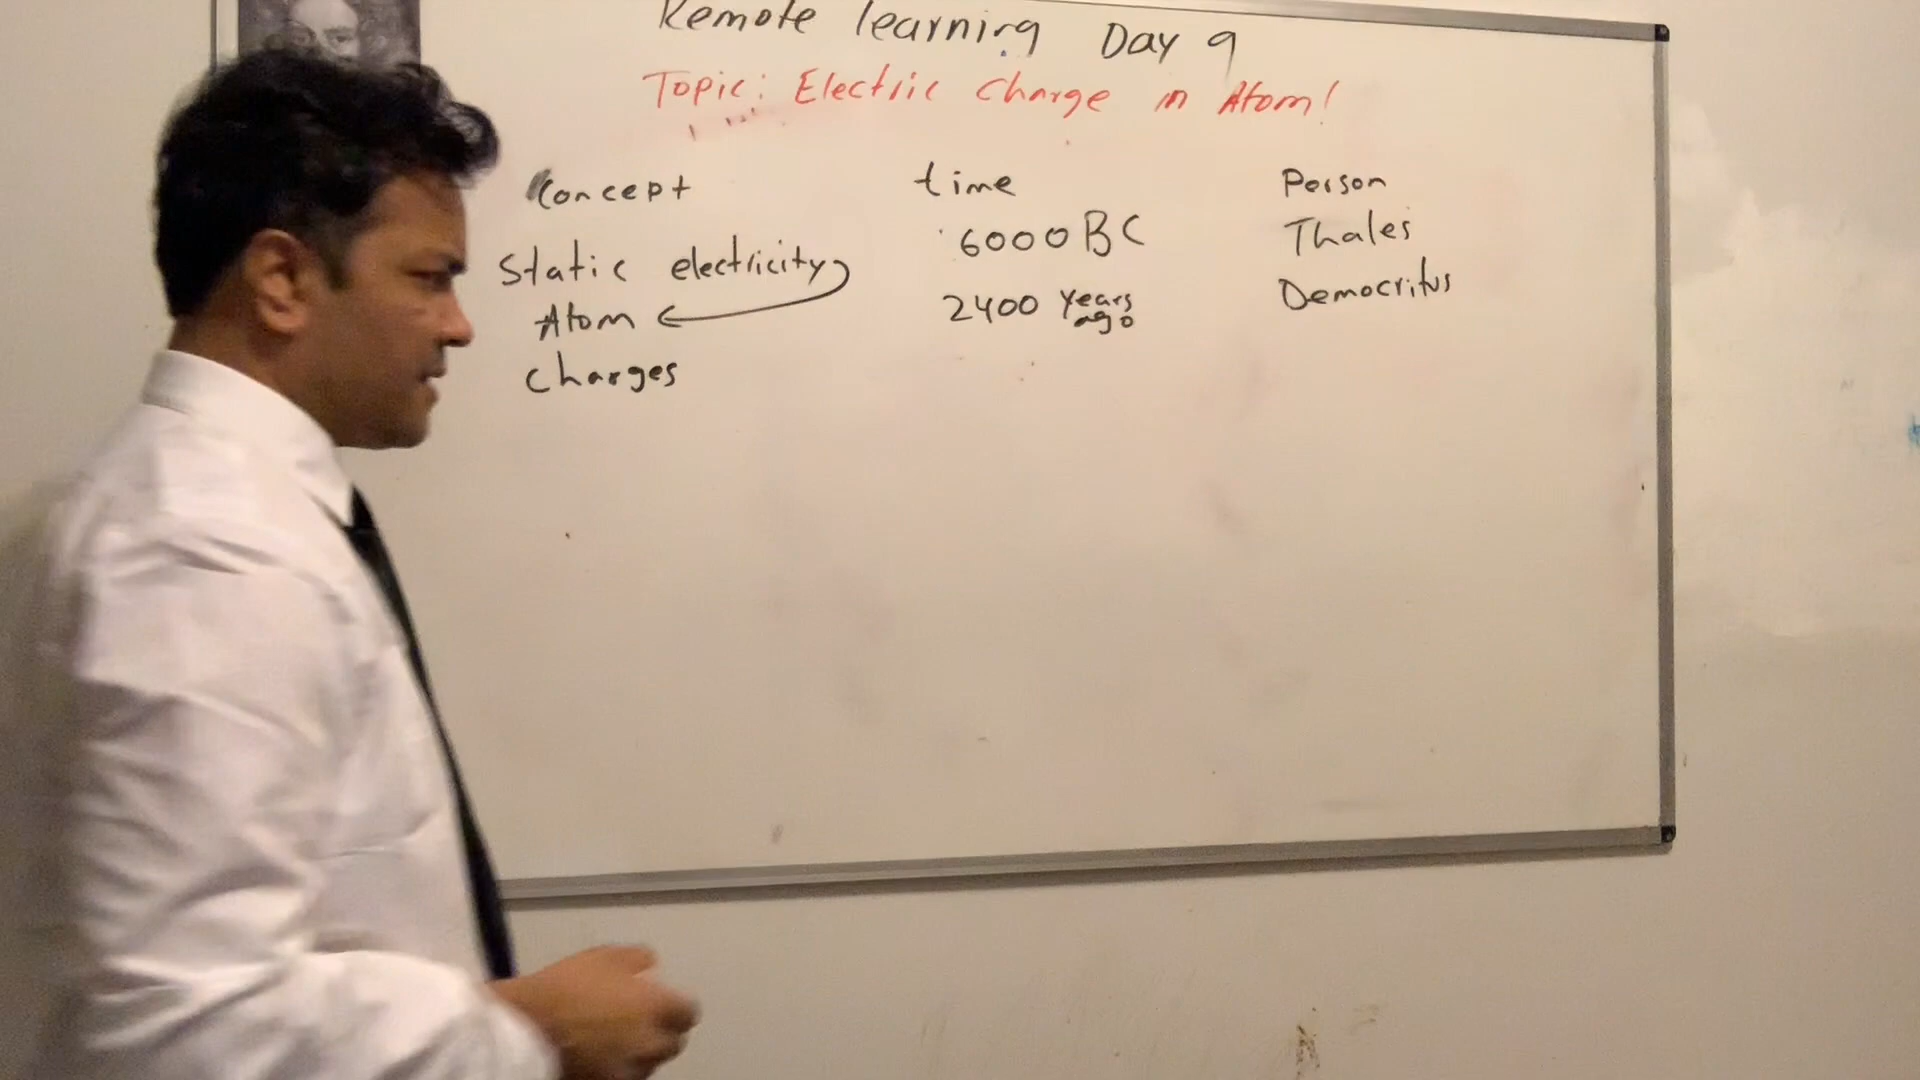 Remote learning Day 9
Topic: Electric charge in Atom!
Concept time Person
Static electricity 6000 BC Thales
Atom 2400 years ago Democritus
charges